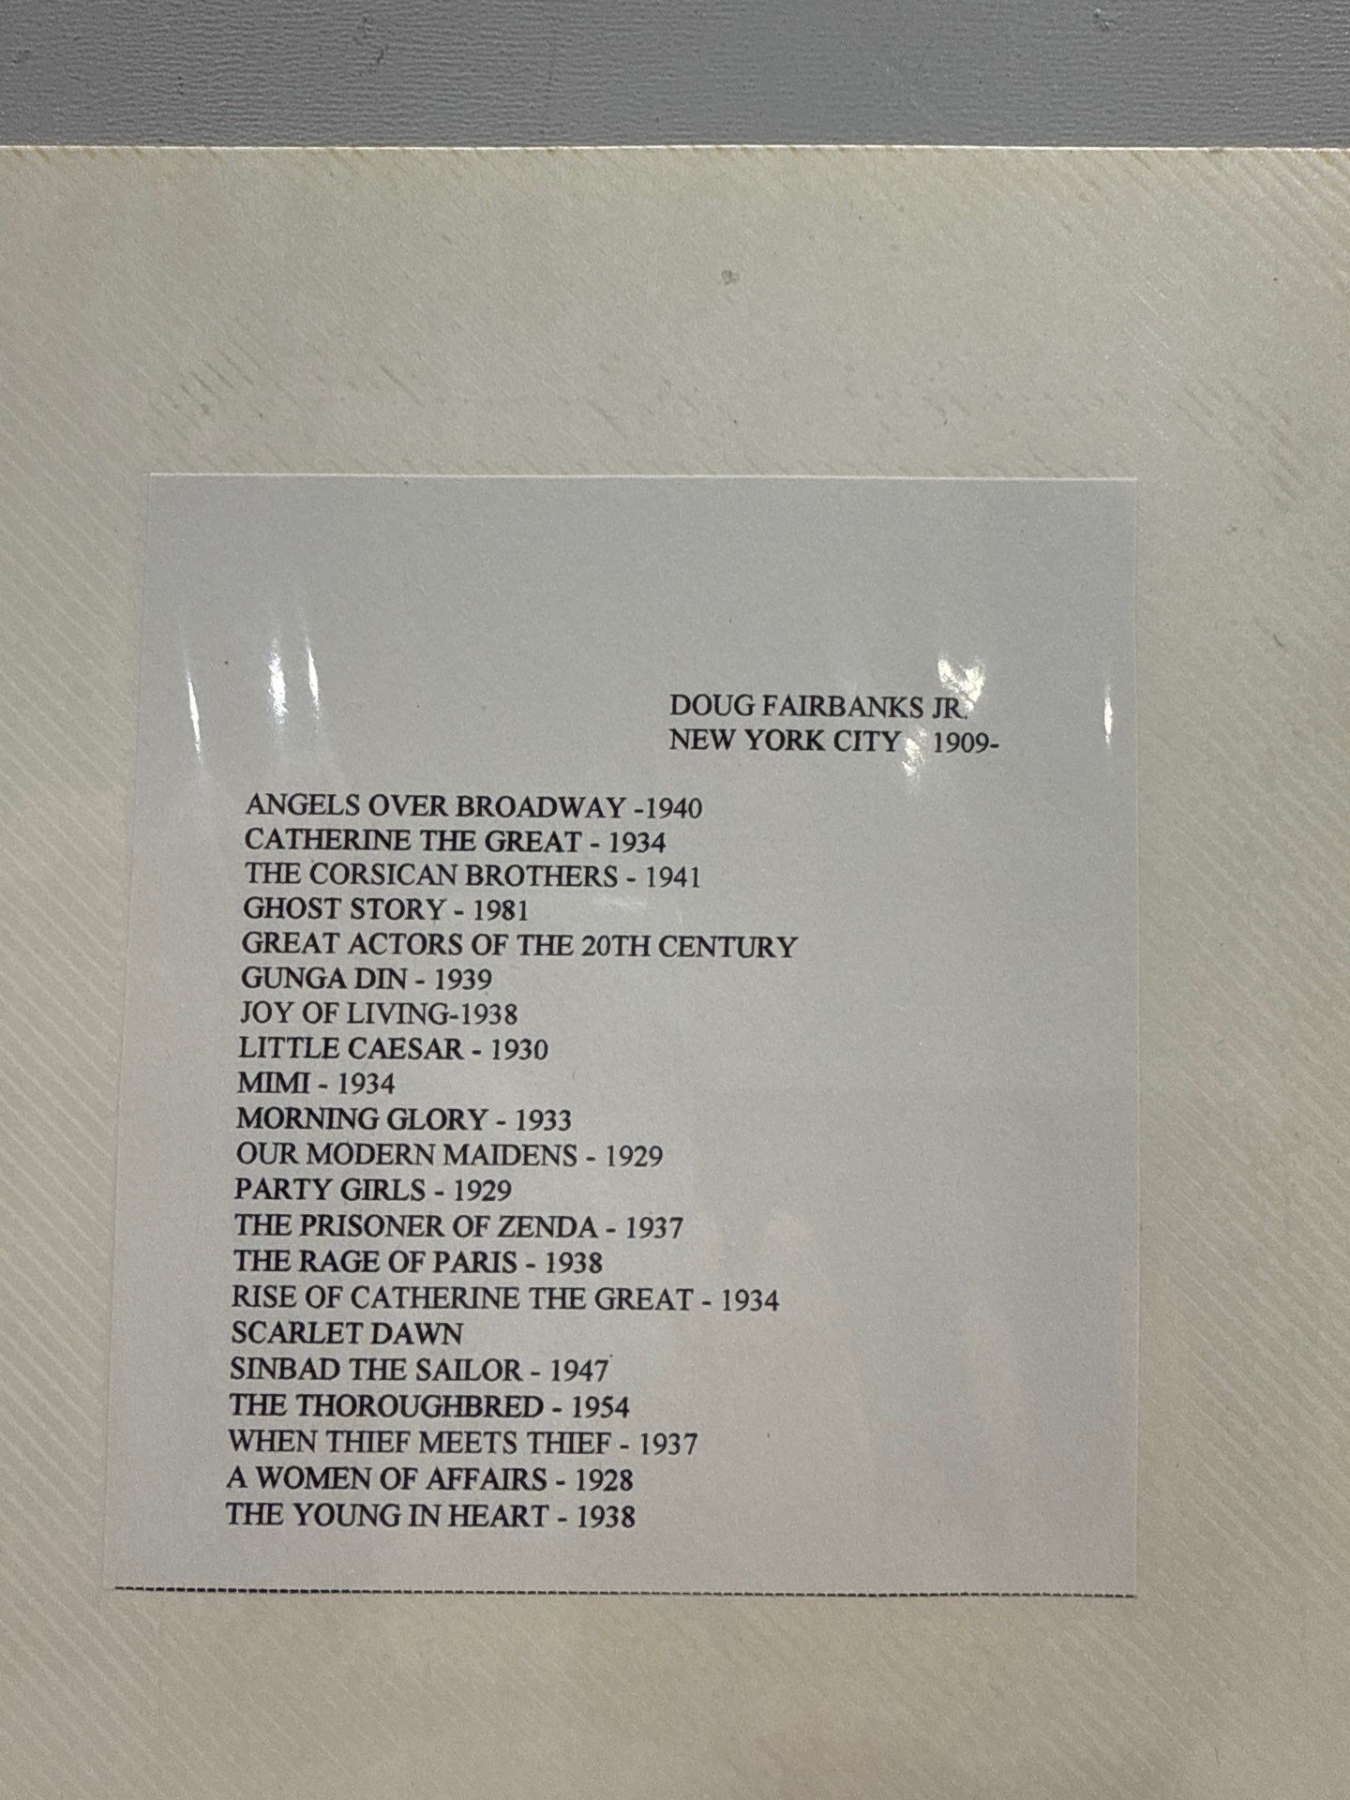 DOUG FAIRBANKS JR.
NEW YORK CITY 1909-
ANGELS OVER BROADWAY -1940
CATHERINE THE GREAT - 1934
THE CORSICAN BROTHERS - 1941
GHOST STORY - 1981
GREAT ACTORS OF THE 20TH CENTURY
GUNGA DIN - 1939
JOY OF LIVING-1938
LITTLE CAESAR - 1930
MIMI - 1934
MORNING GLORY - 1933
OUR MODERN MAIDENS - 1929
PARTY GIRLS - 1929
THE PRISONER OF ZENDA - 1937
THE RAGE OF PARIS - 1938
RISE OF CATHERINE THE GREAT - 1934
SCARLET DAWN
SINBAD THE SAILOR - 1947
THE THOROUGHBRED - 1954
WHEN THIEF MEETS THIEF - 1937
A WOMEN OF AFFAIRS - 1928
THE YOUNG IN HEART - 1938